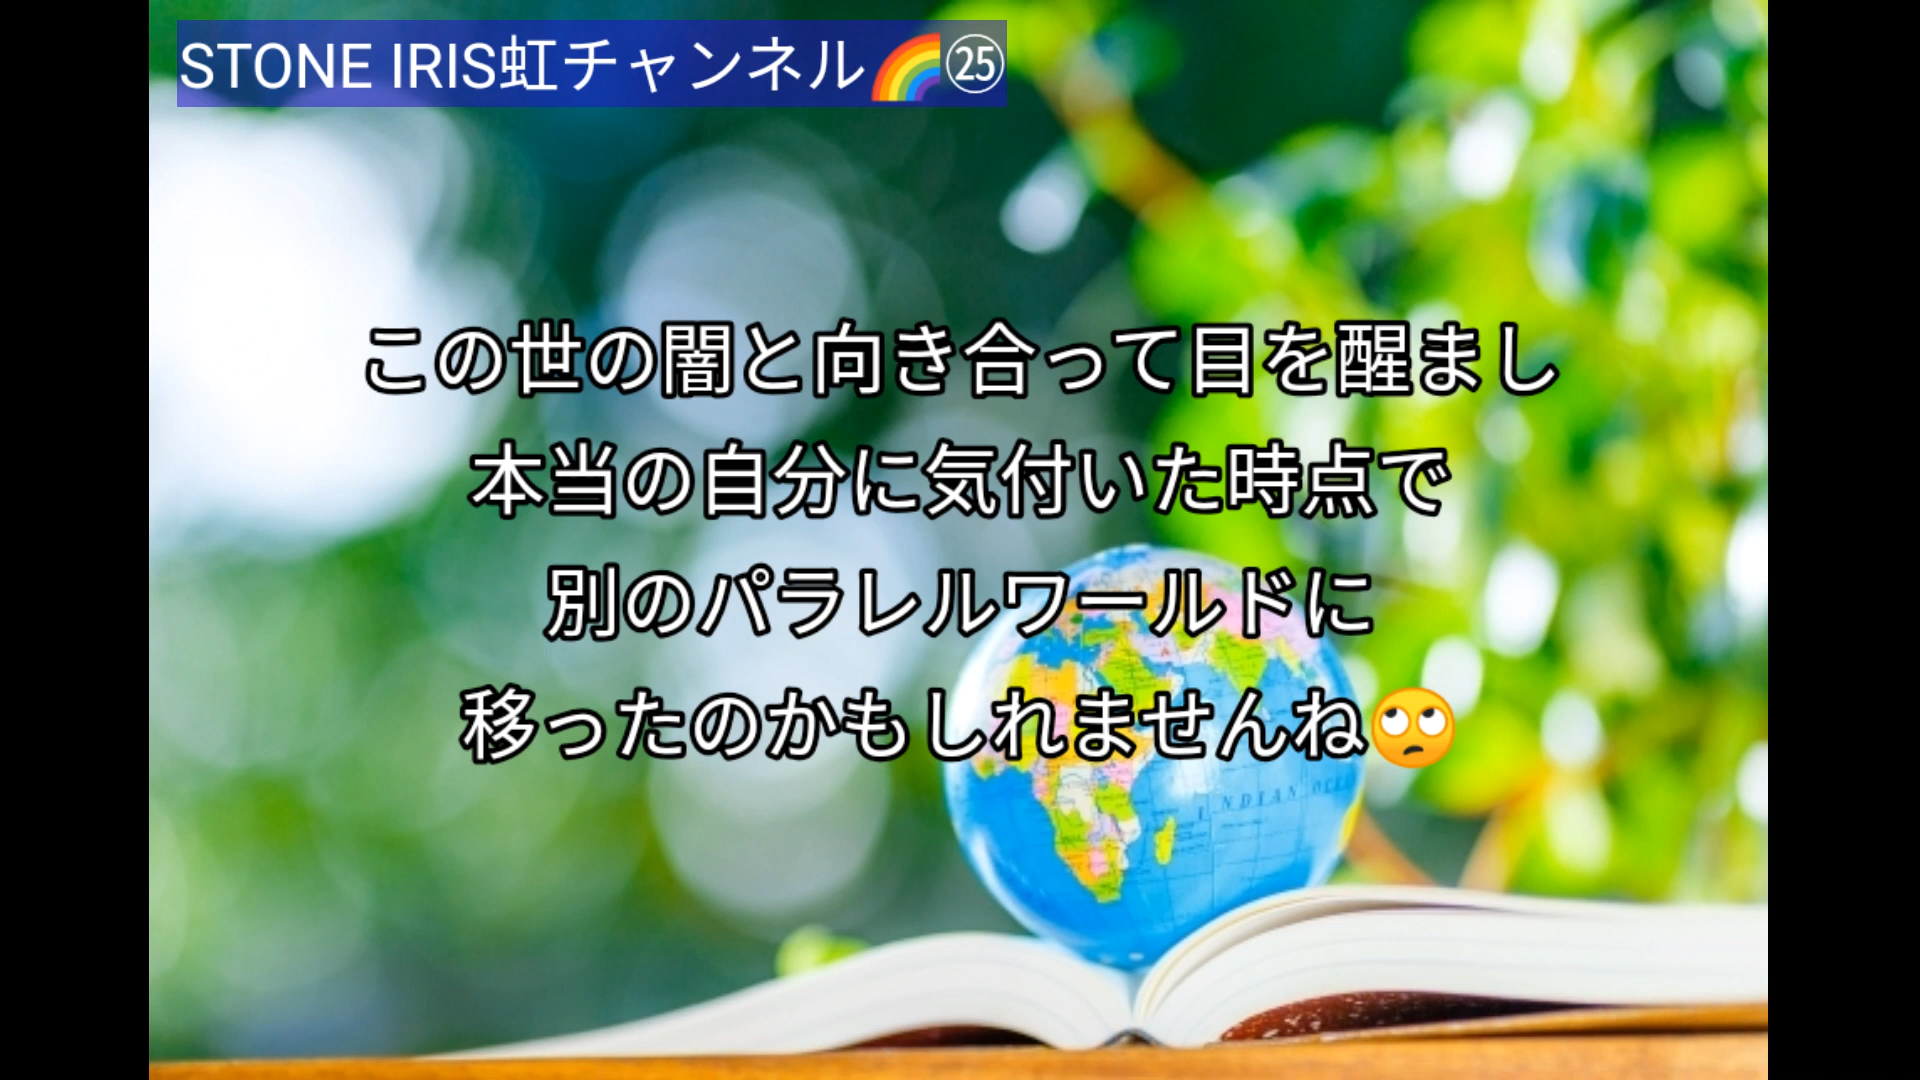 STONE IRIS虹チャンネル🌈㉕
この世の闇と向き合って目を醒まし
本当の自分に気付いた時点で
別のパラレルワールドに
移ったのかもしれませんね🙄
INDIAN OCE